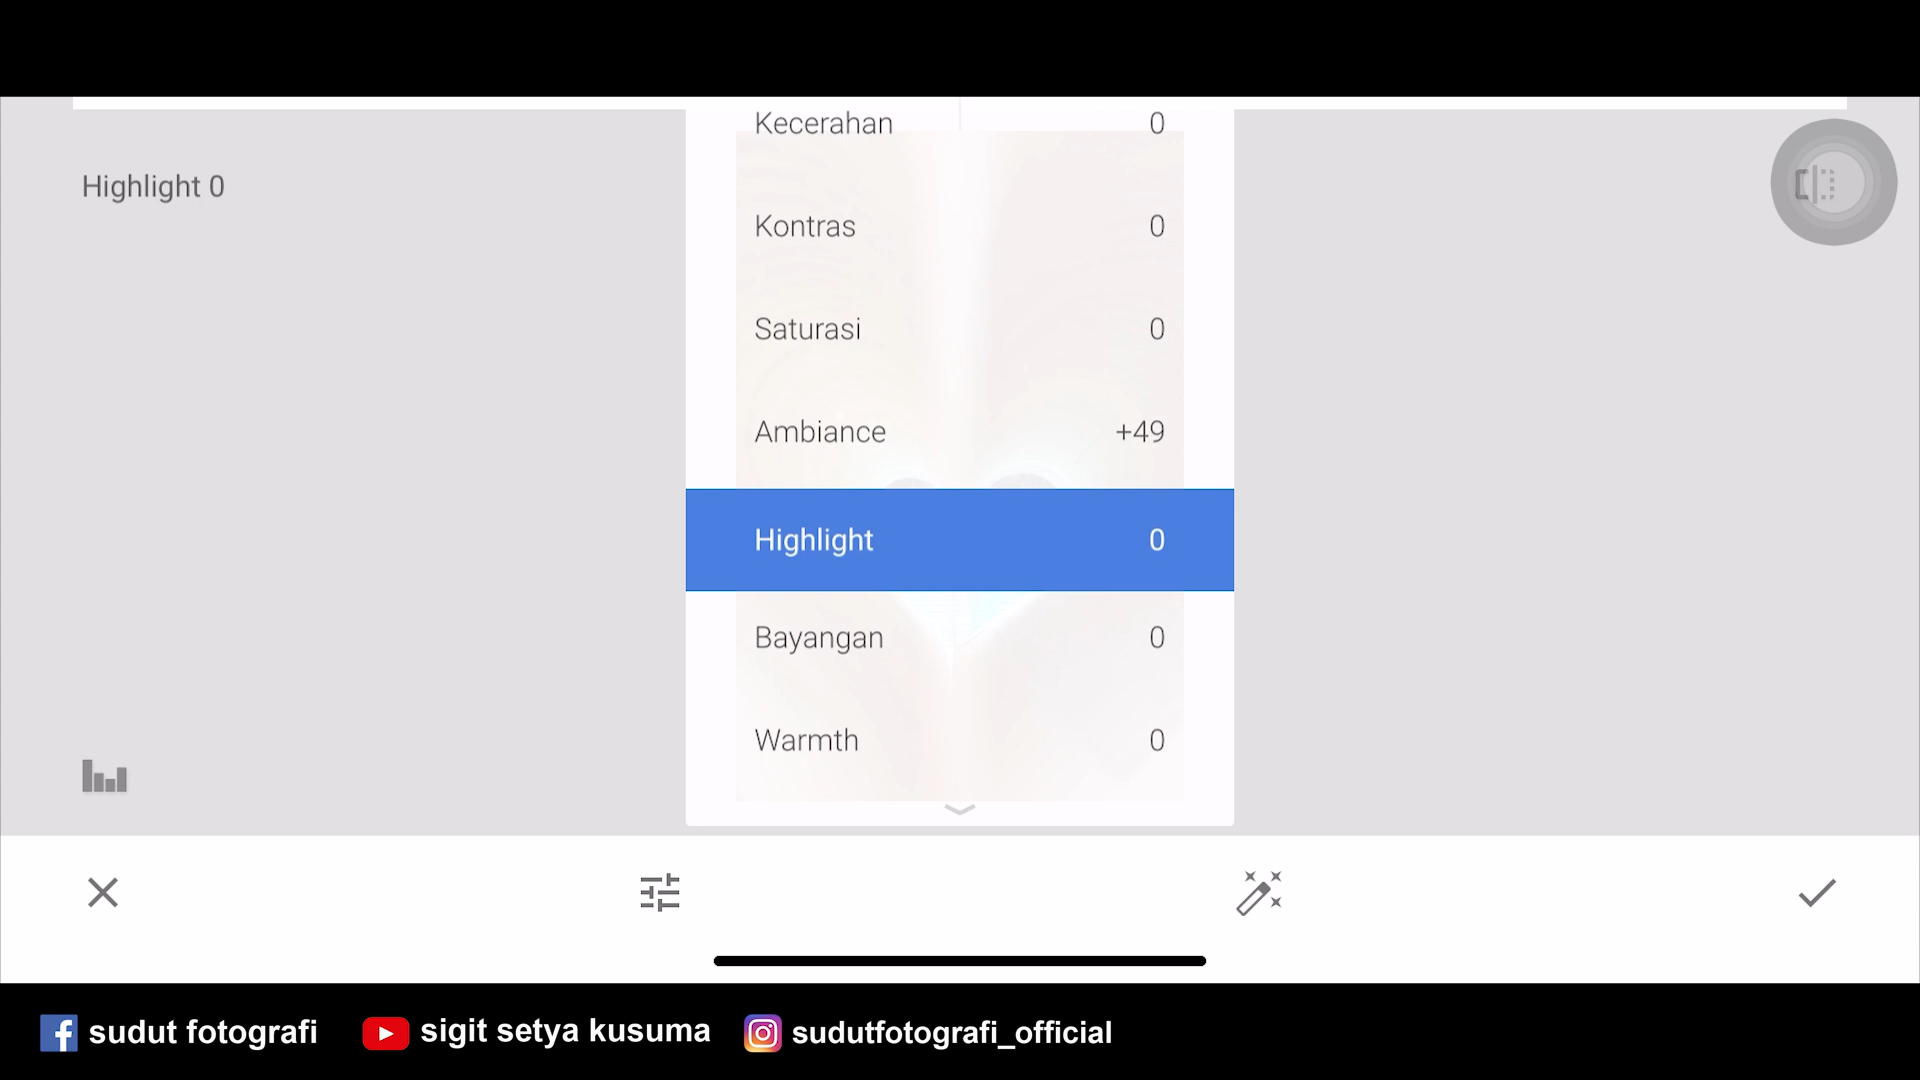 Kecerahan 0
Highlight 0
Kontras 0
Saturasi 0
Ambiance +49
Highlight 0
Bayangan 0
Warmth 0
sudut fotografi sigit setya kusuma sudutfotografi_official